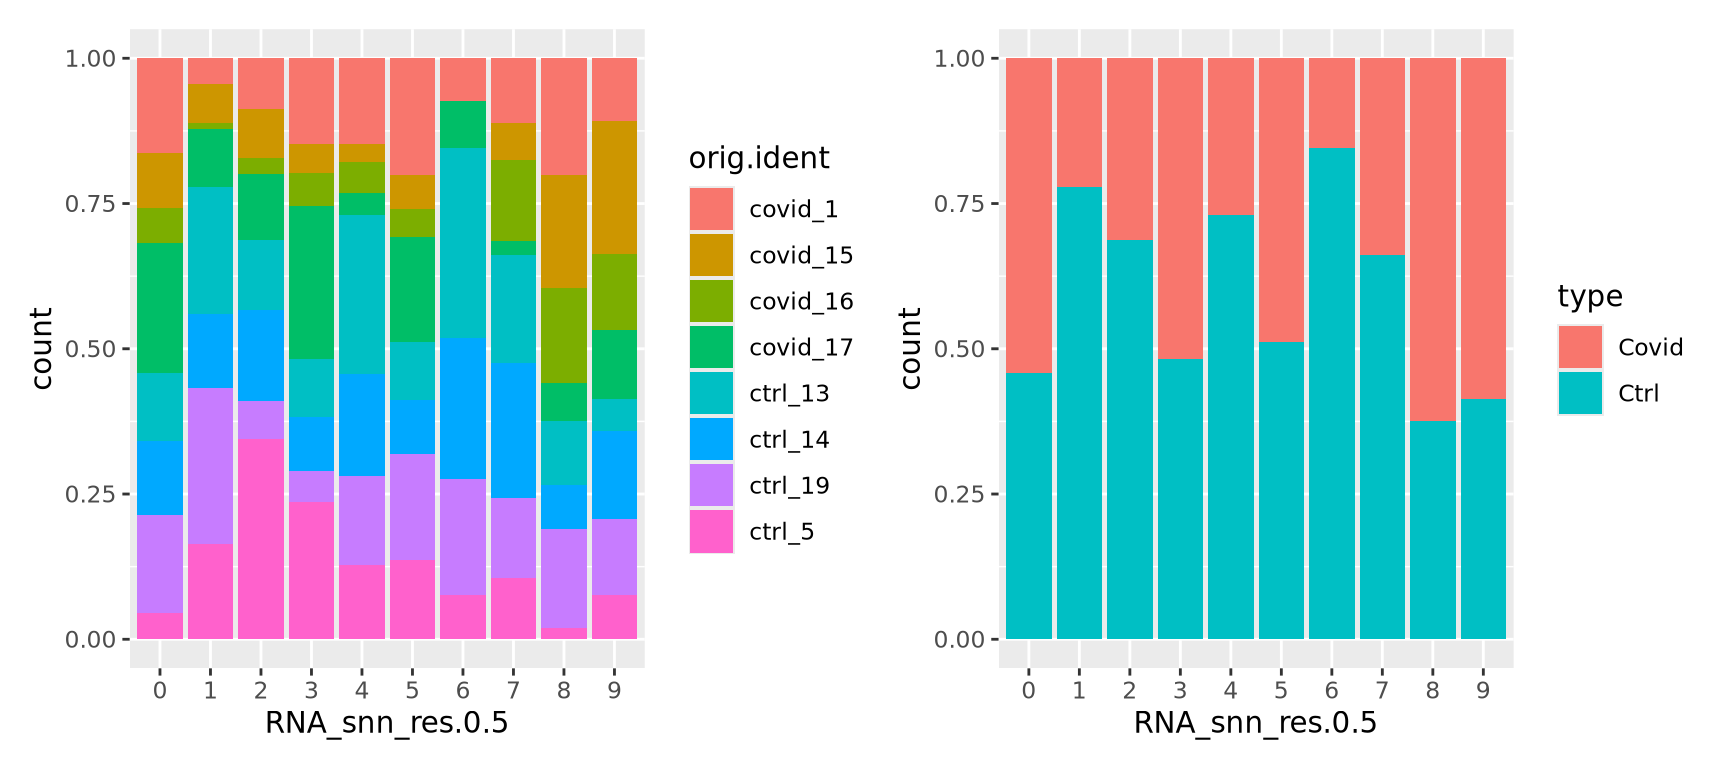 1.00
0.75
0.50
0.25
0.00
count
0 1 2 3 4 5 6 7 8 9
RNA_snn_res.0.5
orig.ident
covid_1
covid_15
covid_16
covid_17
ctrl_13
ctrl_14
ctrl_19
ctrl_5
1.00
0.75
0.50
0.25
0.00
count
0 1 2 3 4 5 6 7 8 9
RNA_snn_res.0.5
type
Covid
Ctrl